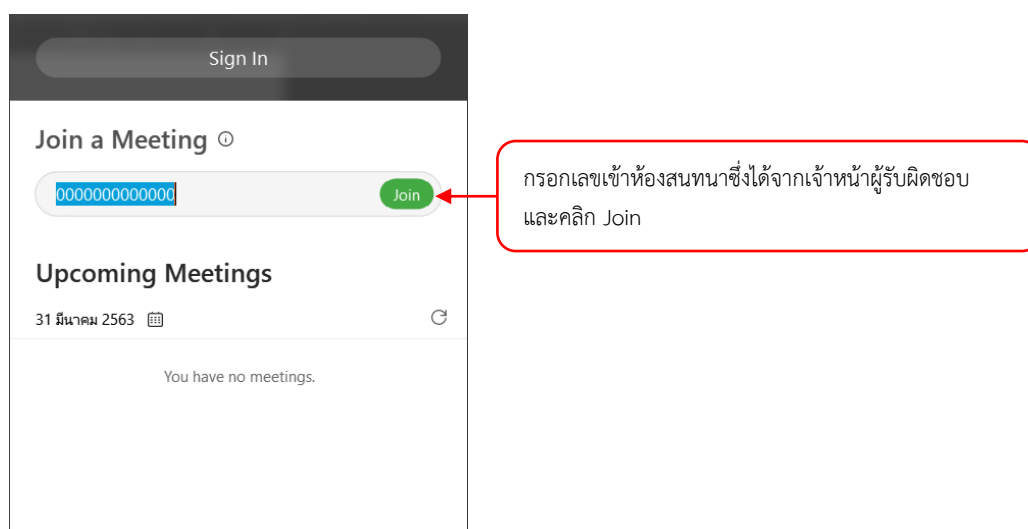 Sign In
Join a Meeting
0000000000000
Join
กรอกเลขเข้าห้องสนทนาซึ่งได้จากเจ้าหน้าผู้รับผิดชอบ
และคลิก Join
Upcoming Meetings
31 มีนาคม 2563
You have no meetings.